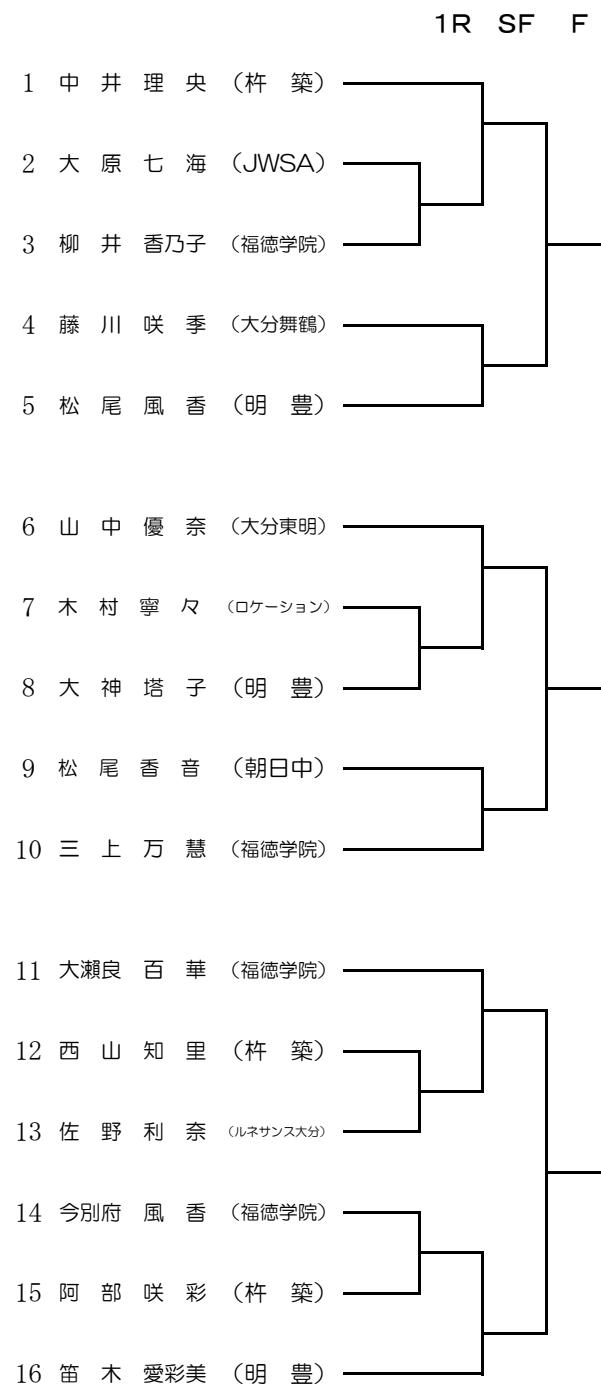 1R SF F
1 中 井 理 央 (杵 築)
2 大 原 七 海 (JWSA)
3 柳 井 香乃子 (福徳学院)
4 藤 川 咲 季 (大分舞鶴)
5 松 尾 風 香 (明 豊)
6 山 中 優 奈 (大分東明)
7 木 村 寧 々 (ロケーション)
8 大 神 塔 子 (明 豊)
9 松 尾 香 音 (朝日中)
10 三 上 万 慧 (福徳学院)
11 大瀬良 百 華 (福徳学院)
12 西 山 知 里 (杵 築)
13 佐 野 利 奈 (ルネサンス大分)
14 今別府 風 香 (福徳学院)
15 阿 部 咲 彩 (杵 築)
16 笛 木 愛彩美 (明 豊)